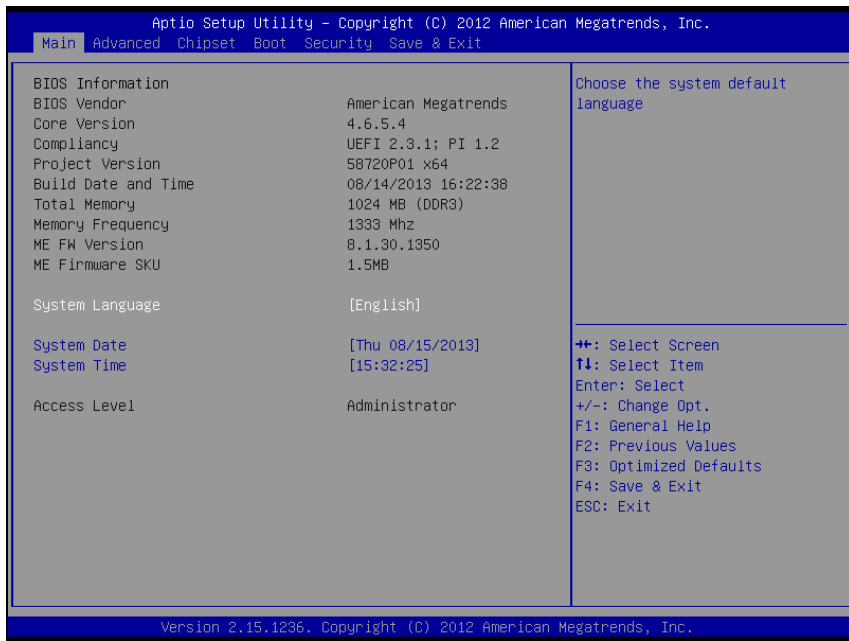 Aptio Setup Utility – Copyright (C) 2012 American Megatrends, Inc.
Main Advanced Chipset Boot Security Save & Exit
BIOS Information
BIOS Vendor American Megatrends
Core Version 4.6.5.4
Compliancy UEFI 2.3.1; PI 1.2
Project Version 58720P01 x64
Build Date and Time 08/14/2013 16:22:38
Total Memory 1024 MB (DDR3)
Memory Frequency 1333 Mhz
ME FW Version 8.1.30.1350
ME Firmware SKU 1.5MB
System Language [English]
System Date [Thu 08/15/2013]
System Time [15:32:25]
Access Level Administrator
Choose the system default
language
→←: Select Screen
↑↓: Select Item
Enter: Select
+/-: Change Opt.
F1: General Help
F2: Previous Values
F3: Optimized Defaults
F4: Save & Exit
ESC: Exit
Version 2.15.1236. Copyright (C) 2012 American Megatrends, Inc.